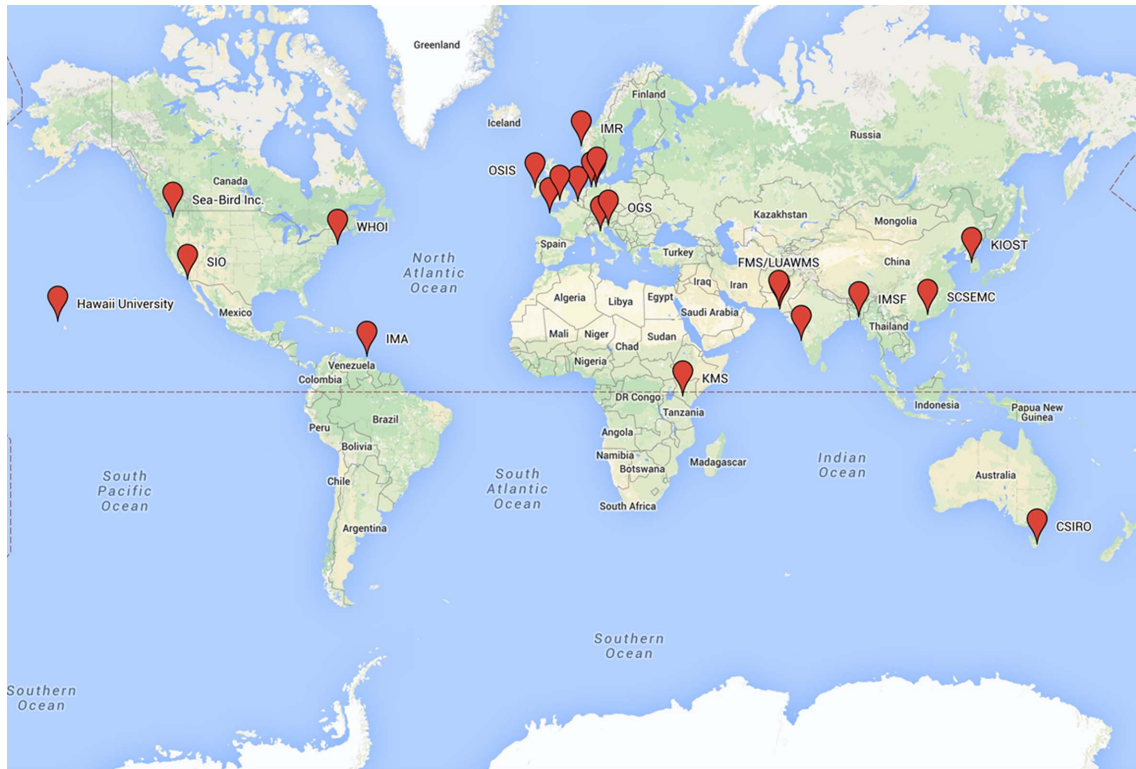 Greenland
Iceland
Finland
IMR
Russia
OSIS
Canada
Sea-Bird Inc.
OGS
Kazakhstan
Mongolia
WHOI
Spain
Turkey
KIOST
SIO
North
Atlantic
Ocean
FMS/LUAWMS
China
Iraq
Iran
Hawaii University
Mexico
Algeria
Libya
Egypt
Saudi Arabia
IMSF
SCSEMC
Mali
Niger
Sudan
Thailand
IMA
Chad
Nigeria
Venezuela
Colombia
KMS
DR Congo
Indonesia
Papua New
Guinea
Tanzania
Brazil
Peru
Angola
Bolivia
Namibia
Madagascar
Indian
Ocean
Botswana
South
Pacific
Ocean
Chile
South
Atlantic
Ocean
Australia
South Africa
Argentina
CSIRO
Southern
Ocean
Southern
Ocean